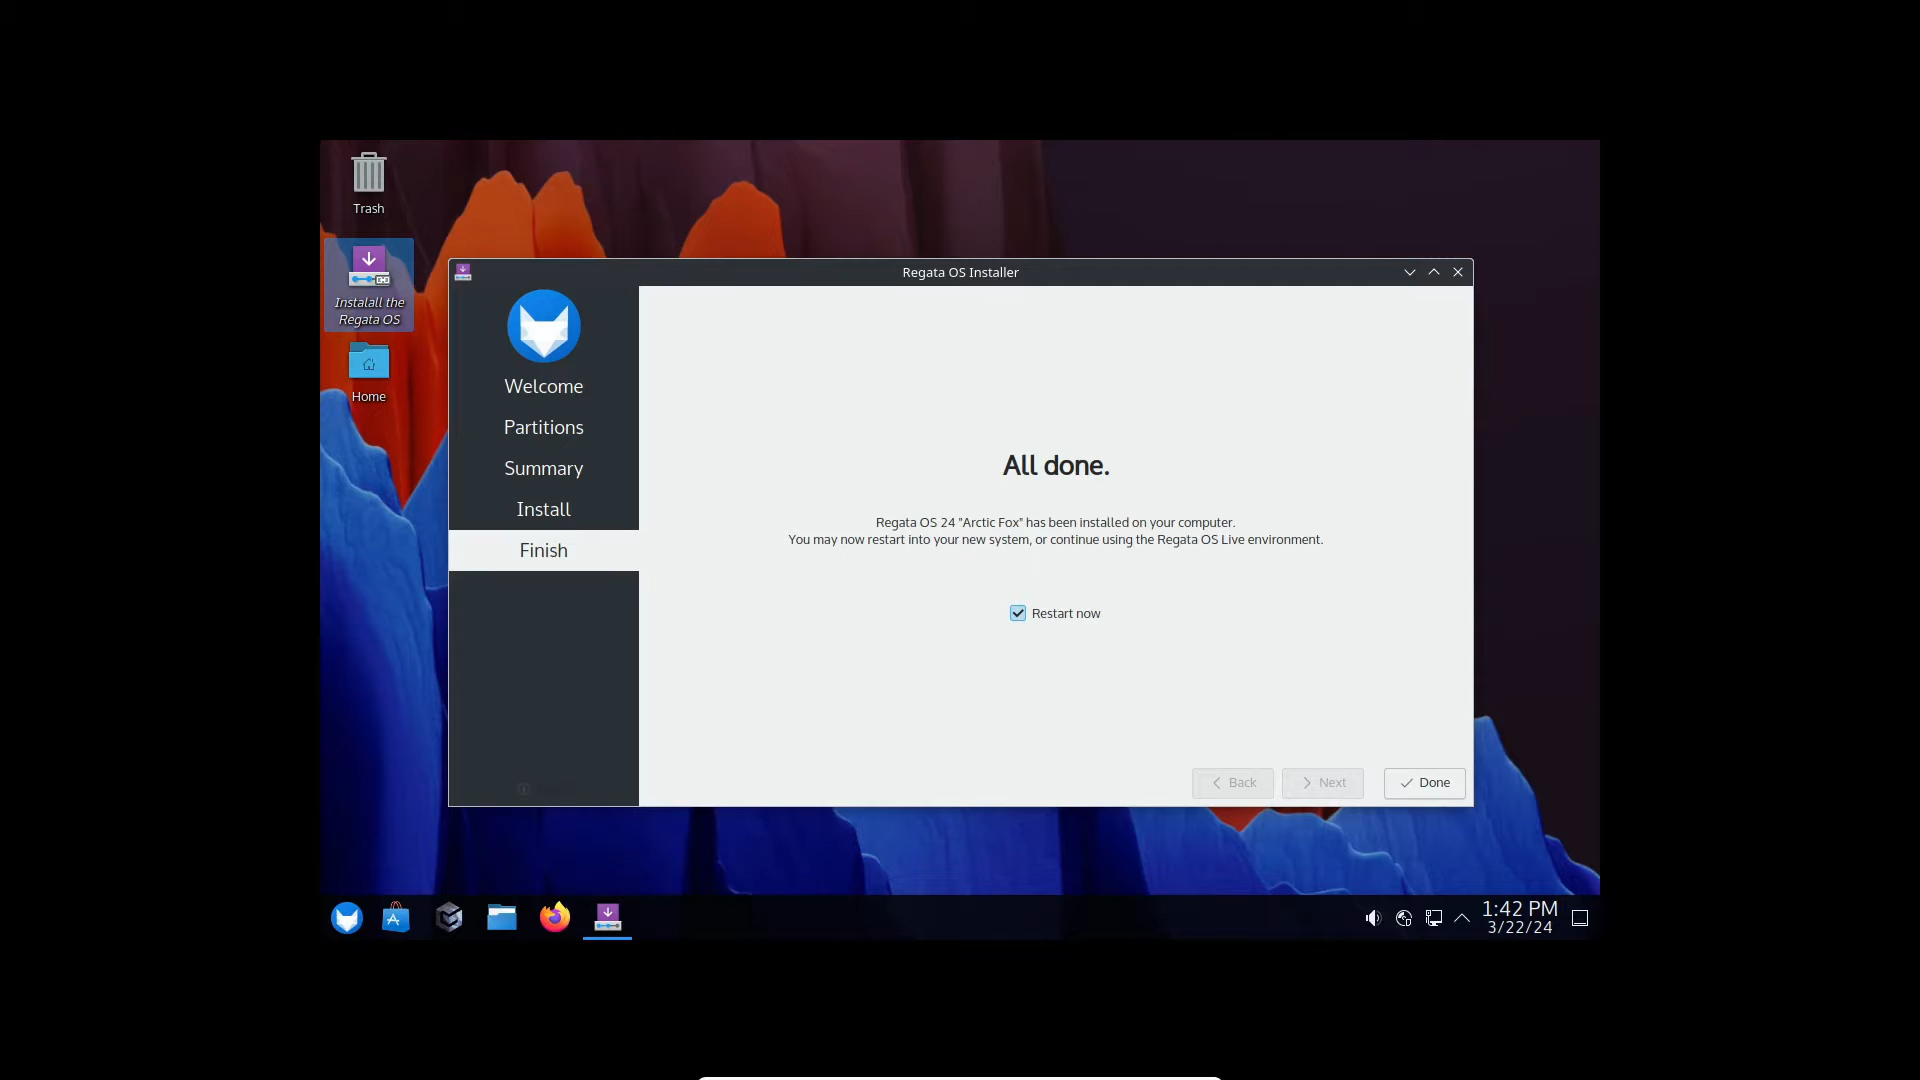 Trash
Instalall the
Regata OS
Home
Regata OS Installer
Welcome
Partitions
Summary
Install
Finish
All done.
Regata OS 24 "Arctic Fox" has been installed on your computer.
You may now restart into your new system, or continue using the Regata OS Live environment.
Restart now
Back
Next
Done
1:42 PM
3/22/24